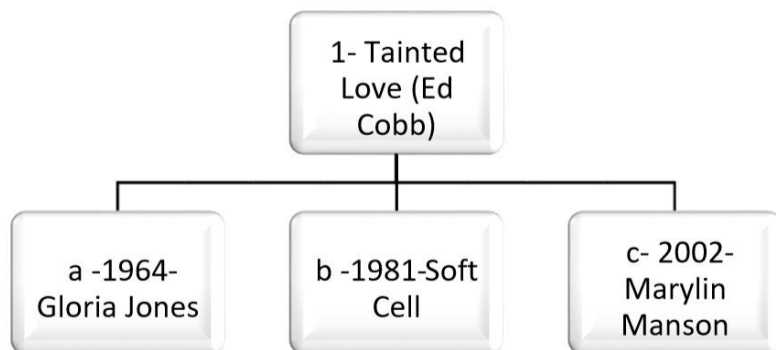 1- Tainted
Love (Ed
Cobb)
a -1964-
Gloria Jones
b -1981-Soft
Cell
c- 2002-
Marylin
Manson